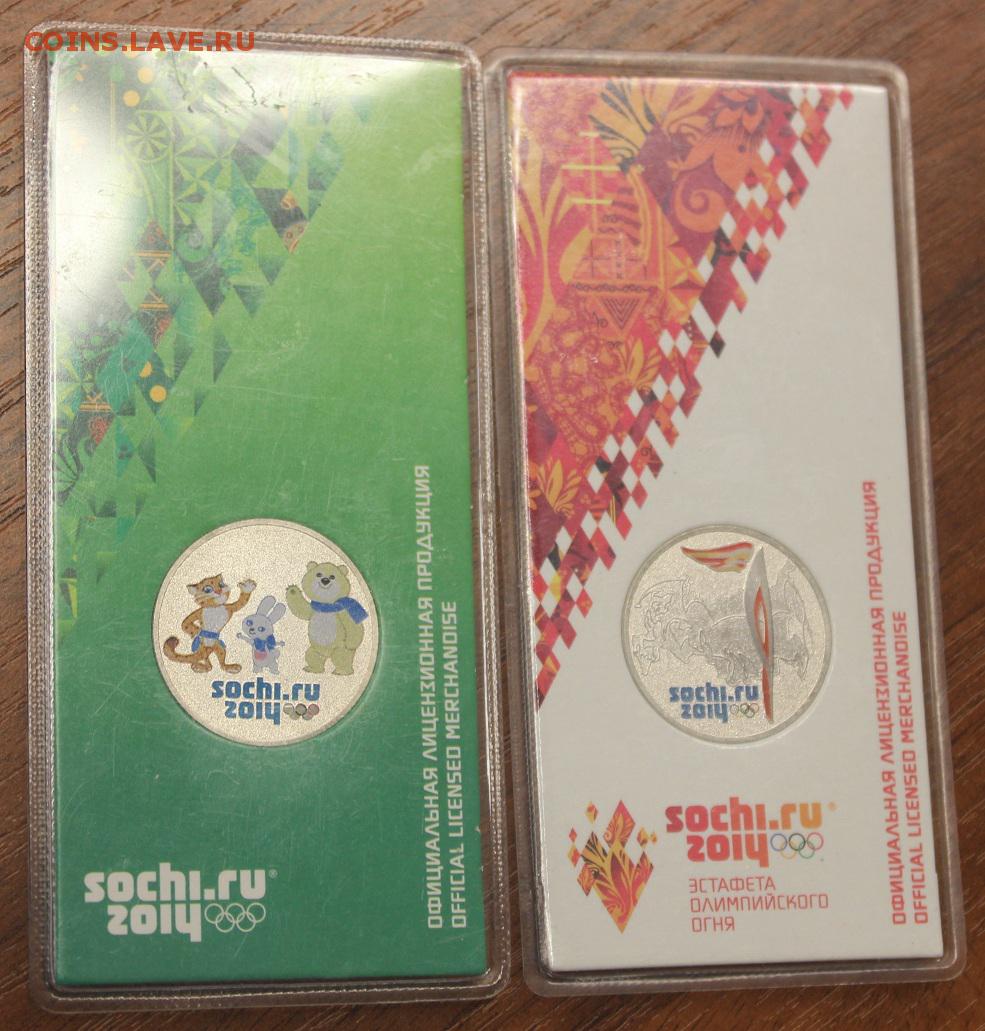 COINS.LAVE.RU
sochi.ru
2014
ОФИЦИАЛЬНАЯ ЛИЦЕНЗИОННАЯ ПРОДУКЦИЯ
OFFICIAL LICENSED MERCHANDISE
sochi.ru®
2014
sochi.ru
2014
ОФИЦИАЛЬНАЯ ЛИЦЕНЗИОННАЯ ПРОДУКЦИЯ
OFFICIAL LICENSED MERCHANDISE
sochi.ru®
2014
ЭСТАФЕТА
ОЛИМПИЙСКОГО
ОГНЯ